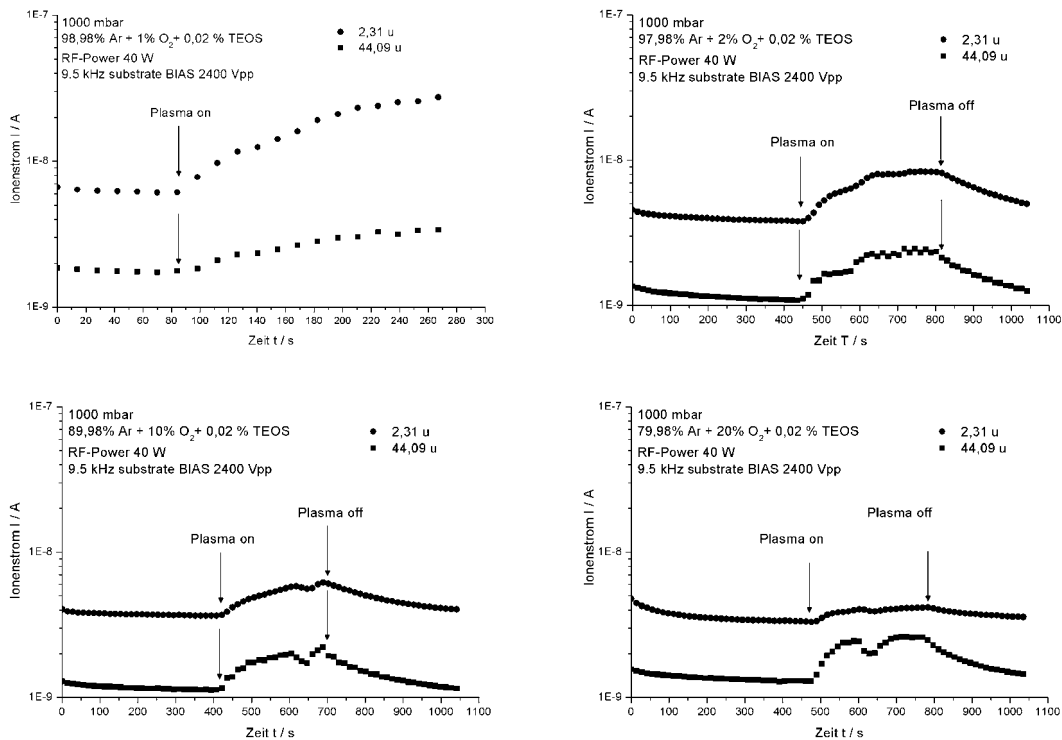 1E-7
1000 mbar
98,98% Ar + 1% O2+ 0,02 % TEOS
RF-Power 40 W
9.5 kHz substrate BIAS 2400 Vpp
2,31 u
44,09 u
Plasma on
1E-8
1E-9
Ionenstrom I / A
0 20 40 60 80 100 120 140 160 180 200 220 240 260 280 300
Zeit t / s
1E-7
1000 mbar
97,98% Ar + 2% O2+ 0,02 % TEOS
RF-Power 40 W
9.5 kHz substrate BIAS 2400 Vpp
2,31 u
44,09 u
Plasma on
Plasma off
1E-8
1E-9
Ionenstrom I / A
0 100 200 300 400 500 600 700 800 900 1000 1100
Zeit T / s
1E-7
1000 mbar
89,98% Ar + 10% O2+ 0,02 % TEOS
RF-Power 40 W
9.5 kHz substrate BIAS 2400 Vpp
2,31 u
44,09 u
Plasma on
Plasma off
1E-8
1E-9
Ionenstrom I / A
0 100 200 300 400 500 600 700 800 900 1000 1100
Zeit t / s
1E-7
1000 mbar
79,98% Ar + 20% O2+ 0,02 % TEOS
RF-Power 40 W
9.5 kHz substrate BIAS 2400 Vpp
2,31 u
44,09 u
Plasma on
Plasma off
1E-8
1E-9
Ionenstrom I / A
0 100 200 300 400 500 600 700 800 900 1000 1100
Zeit t / s